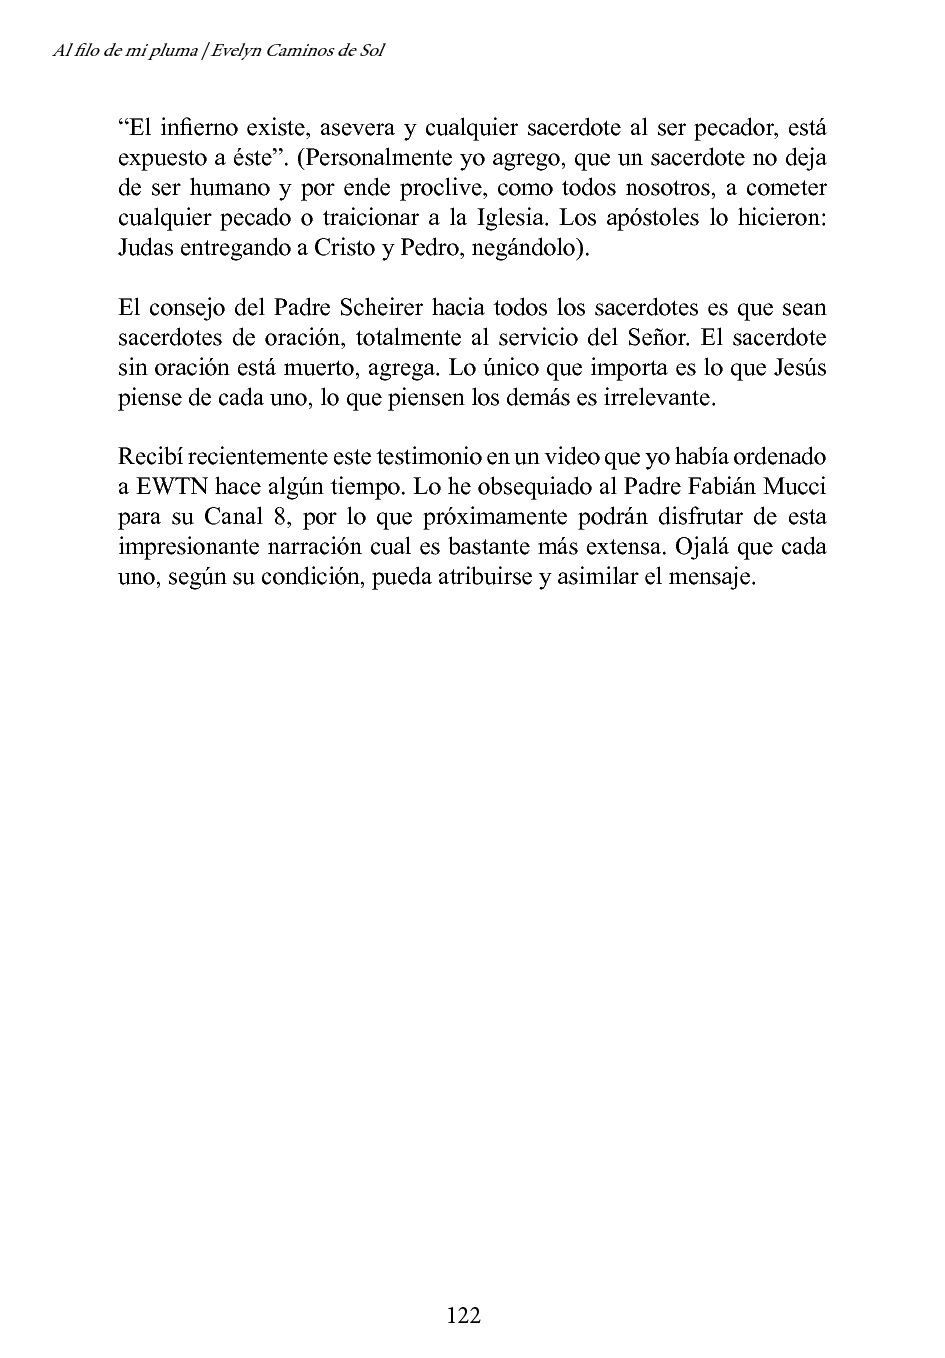 Al filo de mi pluma / Evelyn Caminos de Sol
“El infierno existe, asevera y cualquier sacerdote al ser pecador, está
expuesto a éste”. (Personalmente yo agrego, que un sacerdote no deja
de ser humano y por ende proclive, como todos nosotros, a cometer
cualquier pecado o traicionar a la Iglesia. Los apóstoles lo hicieron:
Judas entregando a Cristo y Pedro, negándolo).
El consejo del Padre Scheirer hacia todos los sacerdotes es que sean
sacerdotes de oración, totalmente al servicio del Señor. El sacerdote
sin oración está muerto, agrega. Lo único que importa es lo que Jesús
piense de cada uno, lo que piensen los demás es irrelevante.
Recibí recientemente este testimonio en un video que yo había ordenado
a EWTN hace algún tiempo. Lo he obsequiado al Padre Fabián Mucci
para su Canal 8, por lo que próximamente podrán disfrutar de esta
impresionante narración cual es bastante más extensa. Ojalá que cada
uno, según su condición, pueda atribuirse y asimilar el mensaje.
122